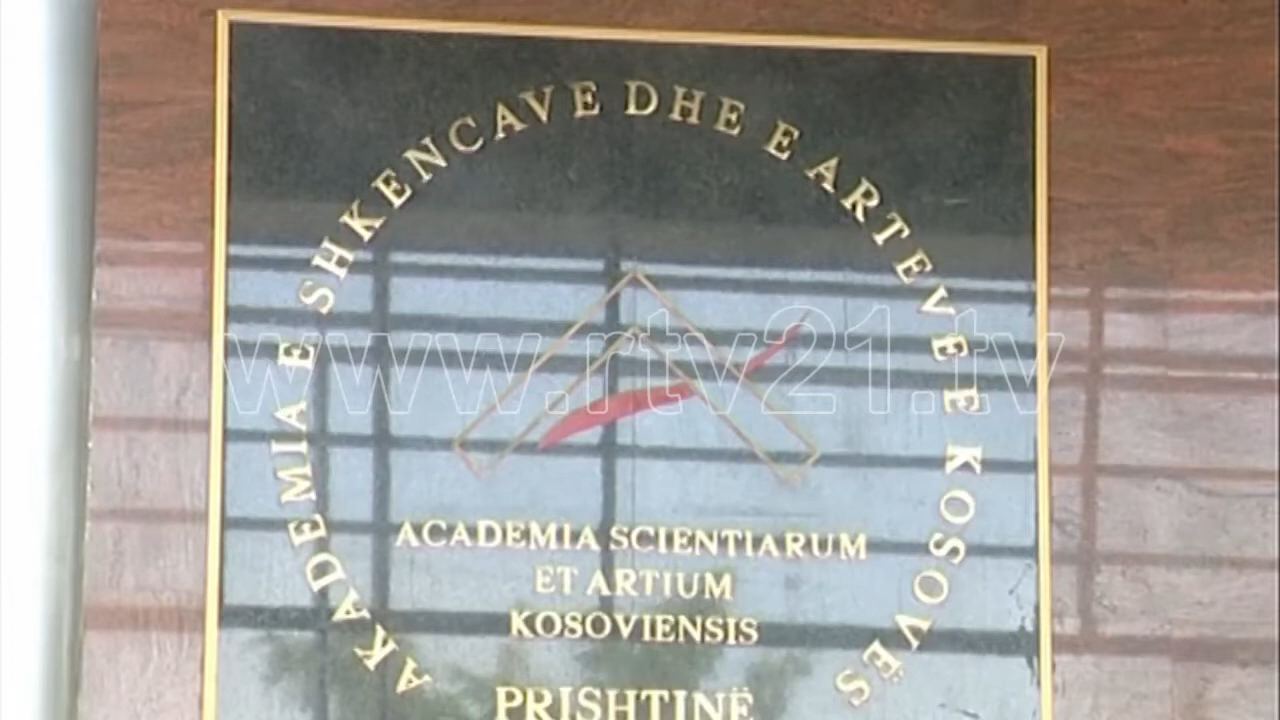 AKADEMIA E SHKENCAVE DHE E ARTEVE E KOSOVËS
www.rtv21.tv
ACADEMIA SCIENTIARUM
ET ARTIUM
KOSOVIENSIS
PRISHTINË